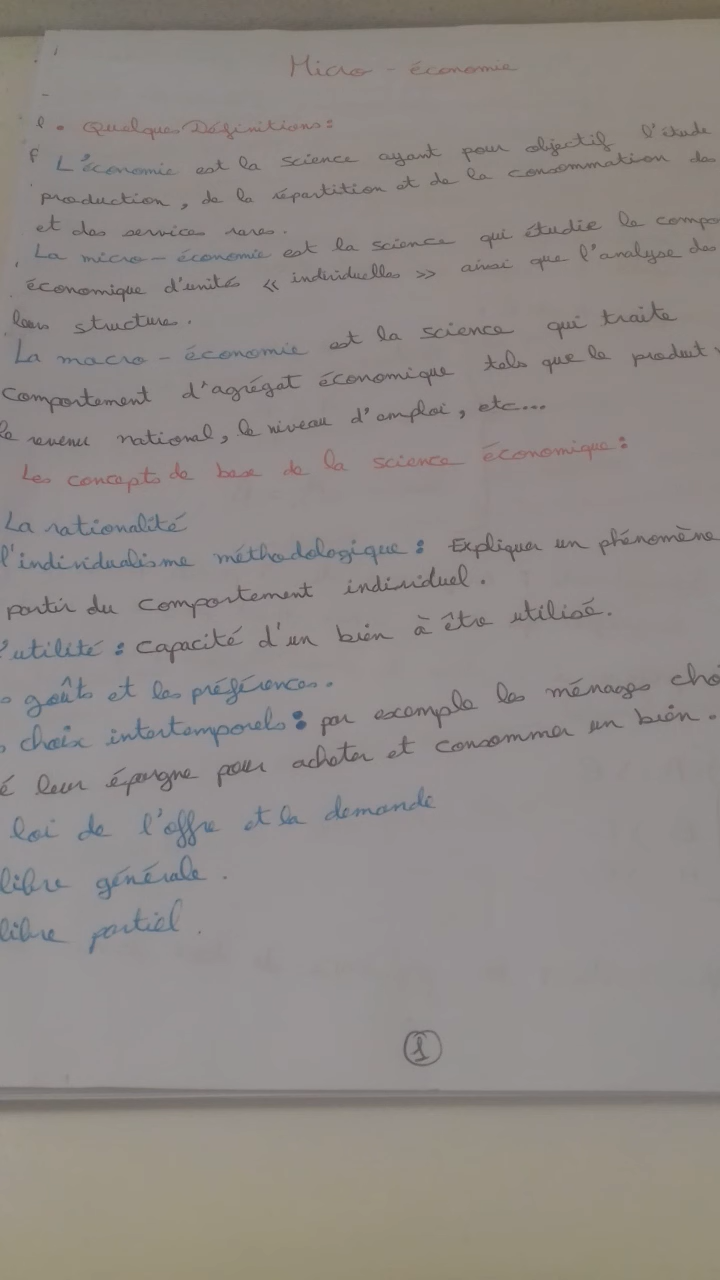 Micro - économie
• Quelques Définitions:
L'économie est la science ayant pour objectif l'étude
production, de la répartition et de la consommation des
et des services rares.
La micro - économie est la science qui étudie le compo
économique d'unités << individuelles >> ainsi que l'analyse des
leurs structure.
La macro - économie est la science qui traite
comportement d'agrégat économique tels que le produit
le revenu national, le niveau d'emploi, etc...
Les concepts de base de la science économique:
La rationalité
l'individualisme méthodologique: Expliquer un phénomène
partir du comportement individuel.
l'utilité: capacité d'un bien à être utilisé.
s goûts et les préférences.
s choix intertemporels: par exemple les ménages cho
é leur épargne pour acheter et consommer un bien.
loi de l'offre et la demande
libre générale.
libre partiel.
1